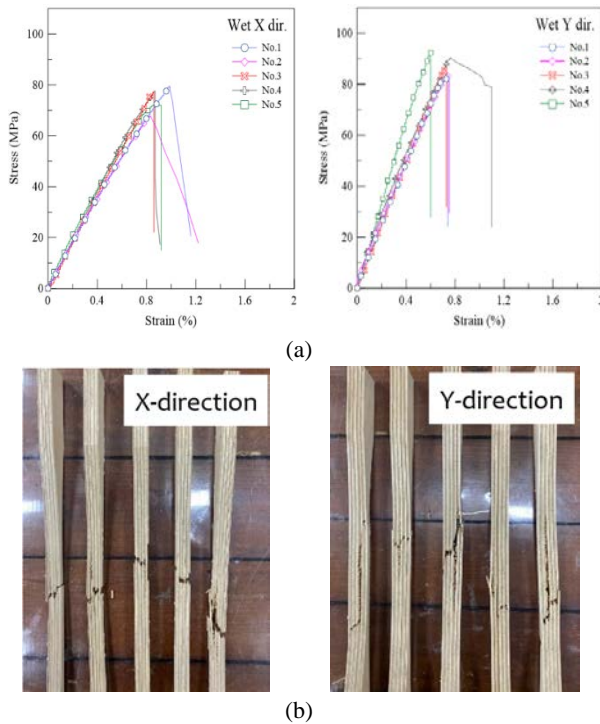 Wet X dir.
No.1
No.2
No.3
No.4
No.5
100
80
60
40
20
0
Stress (MPa)
0 0.4 0.8 1.2 1.6 2
Strain (%)
Wet Y dir.
No.1
No.2
No.3
No.4
No.5
100
80
60
40
20
0
Stress (MPa)
0 0.4 0.8 1.2 1.6 2
Strain (%)
(a)
X-direction
Y-direction
(b)